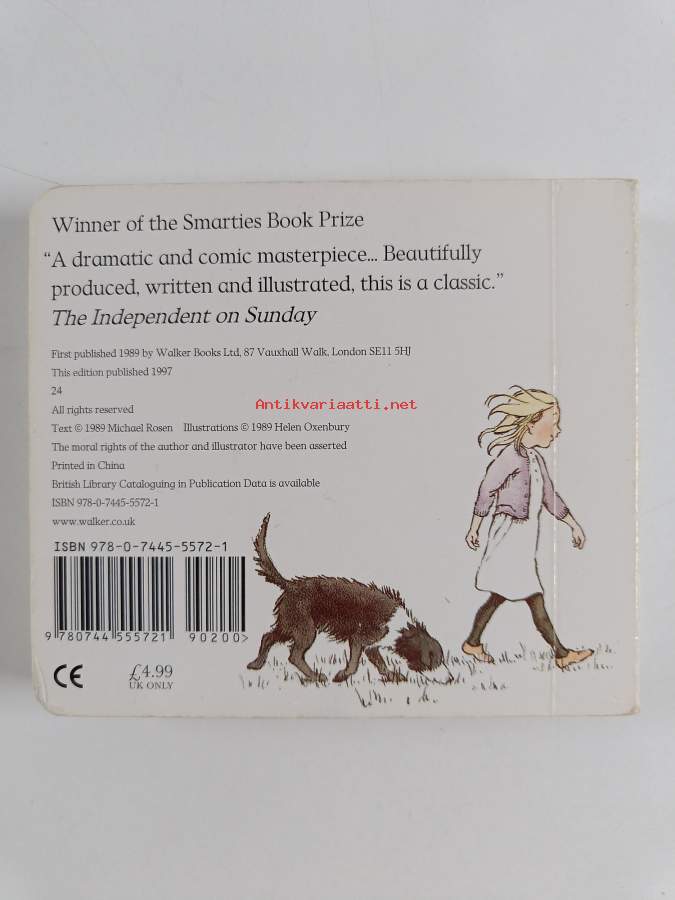 Winner of the Smarties Book Prize
“A dramatic and comic masterpiece... Beautifully
produced, written and illustrated, this is a classic.”
The Independent on Sunday
First published 1989 by Walker Books Ltd, 87 Vauxhall Walk, London SE11 5HJ
This edition published 1997
24
Antikvariaatti.net
All rights reserved
Text © 1989 Michael Rosen Illustrations © 1989 Helen Oxenbury
The moral rights of the author and illustrator have been asserted
Printed in China
British Library Cataloguing in Publication Data is available
ISBN 978-0-7445-5572-1
www.walker.co.uk
ISBN 978-0-7445-5572-1
9 780744 555721 90200>
CE £4.99
UK ONLY